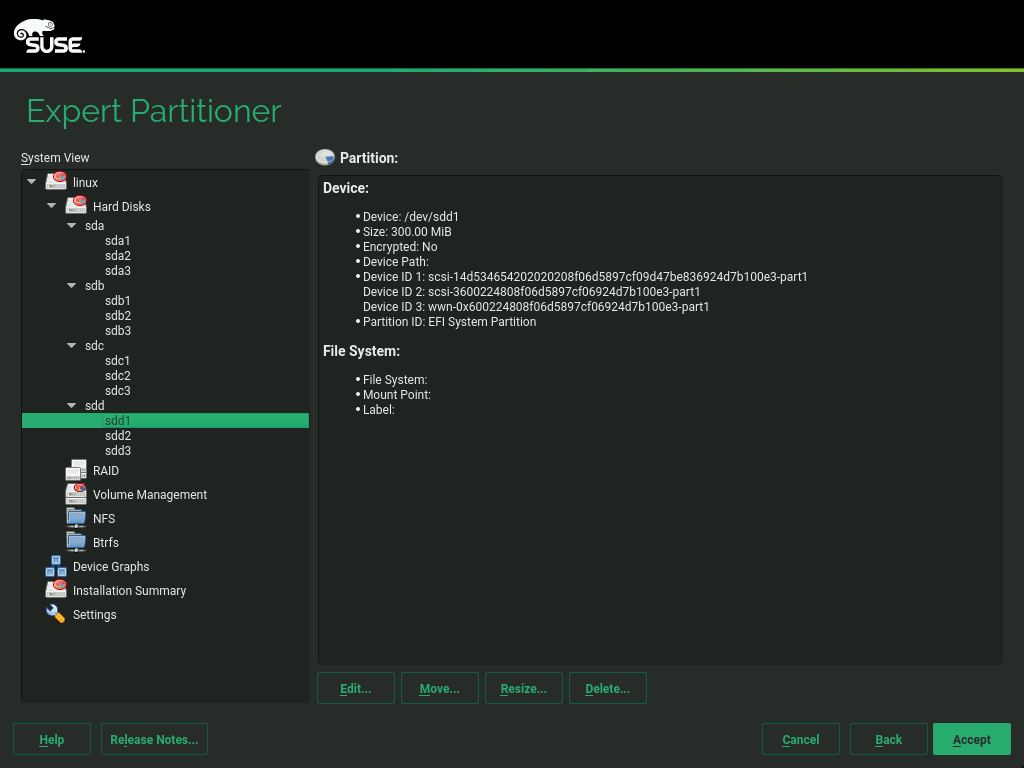 SUSE.
Expert Partitioner
System View
linux
Hard Disks
sda
sda1
sda2
sda3
sdb
sdb1
sdb2
sdb3
sdc
sdc1
sdc2
sdc3
sdd
sdd1
sdd2
sdd3
RAID
Volume Management
NFS
Btrfs
Device Graphs
Installation Summary
Settings
Partition:
Device:
• Device: /dev/sdd1
• Size: 300.00 MiB
• Encrypted: No
• Device Path:
• Device ID 1: scsi-14d534654202020208f06d5897cf09d47be836924d7b100e3-part1
Device ID 2: scsi-3600224808f06d5897cf06924d7b100e3-part1
Device ID 3: wwn-0x600224808f06d5897cf06924d7b100e3-part1
• Partition ID: EFI System Partition
File System:
• File System:
• Mount Point:
• Label:
Edit... Move... Resize... Delete...
Help Release Notes... Cancel Back Accept